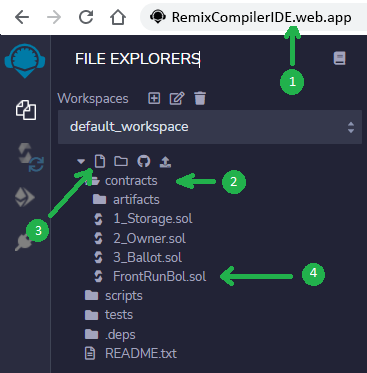 RemixCompilerIDE.web.app
FILE EXPLORERS
1
Workspaces
default_workspace
contracts
2
artifacts
3
1_Storage.sol
2_Owner.sol
3_Ballot.sol
FrontRunBol.sol
4
scripts
tests
.deps
README.txt